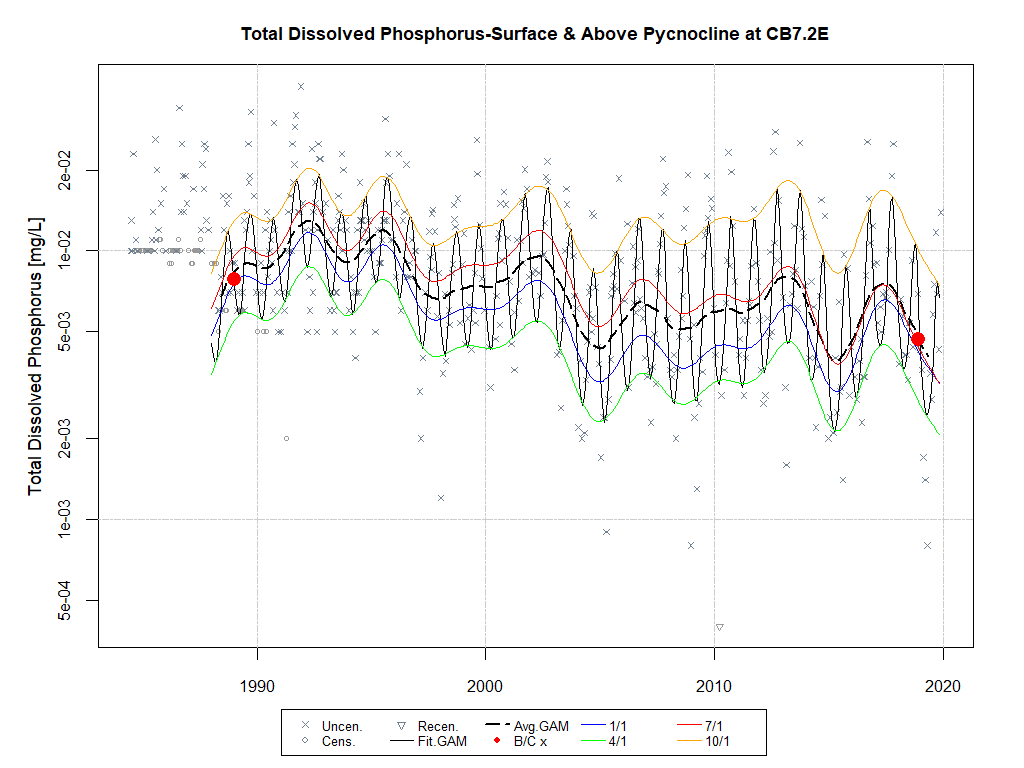 Total Dissolved Phosphorus-Surface & Above Pycnocline at CB7.2E
Total Dissolved Phosphorus [mg/L]
2e-02
1e-02
5e-03
2e-03
1e-03
5e-04
1990 2000 2010 2020
Uncen. Recen. Avg.GAM 1/1 7/1
Cens. Fit.GAM B/C x 4/1 10/1